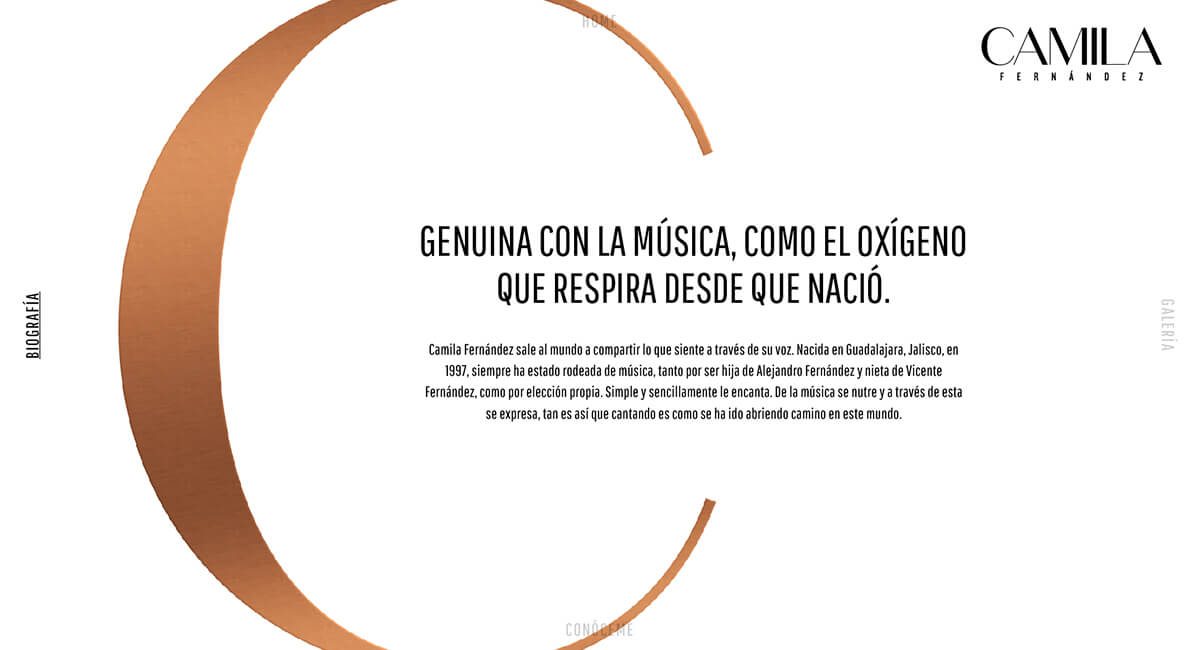 HOME
CAMILA
FERNÁNDEZ
GENUINA CON LA MÚSICA, COMO EL OXÍGENO
QUE RESPIRA DESDE QUE NACIÓ.
BIOGRAFÍA
GALERÍA
Camila Fernández sale al mundo a compartir lo que siente a través de su voz. Nacida en Guadalajara, Jalisco, en
1997, siempre ha estado rodeada de música, tanto por ser hija de Alejandro Fernández y nieta de Vicente
Fernández, como por elección propia. Simple y sencillamente le encanta. De la música se nutre y a través de esta
se expresa, tan es así que cantando es como se ha ido abriendo camino en este mundo.
CONÓCEME